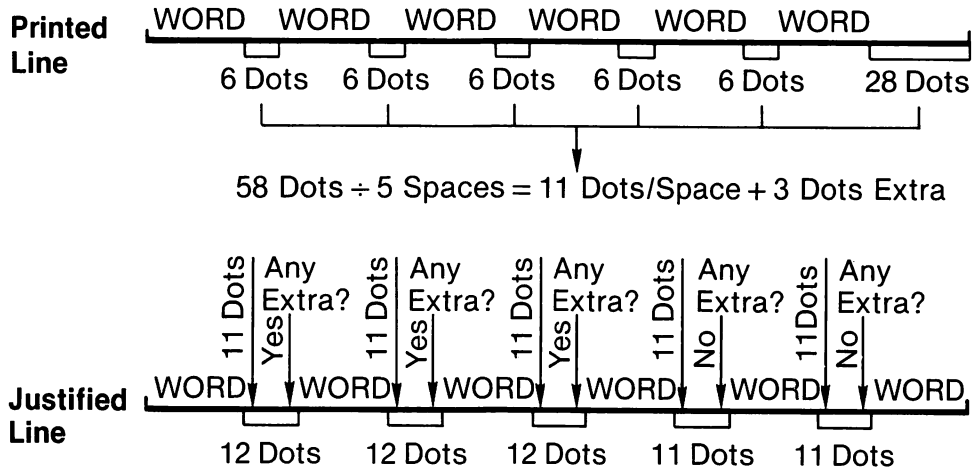 WORD WORD WORD WORD WORD WORD
Printed
Line
6 Dots 6 Dots 6 Dots 6 Dots 6 Dots 28 Dots
58 Dots ÷ 5 Spaces = 11 Dots/Space + 3 Dots Extra
11 Dots
Any
Extra?
Yes
11 Dots
Any
Extra?
Yes
11 Dots
Any
Extra?
Yes
11 Dots
Any
Extra?
No
11 Dots
Any
Extra?
No
WORD WORD WORD WORD WORD WORD
Justified
Line
12 Dots 12 Dots 12 Dots 11 Dots 11 Dots